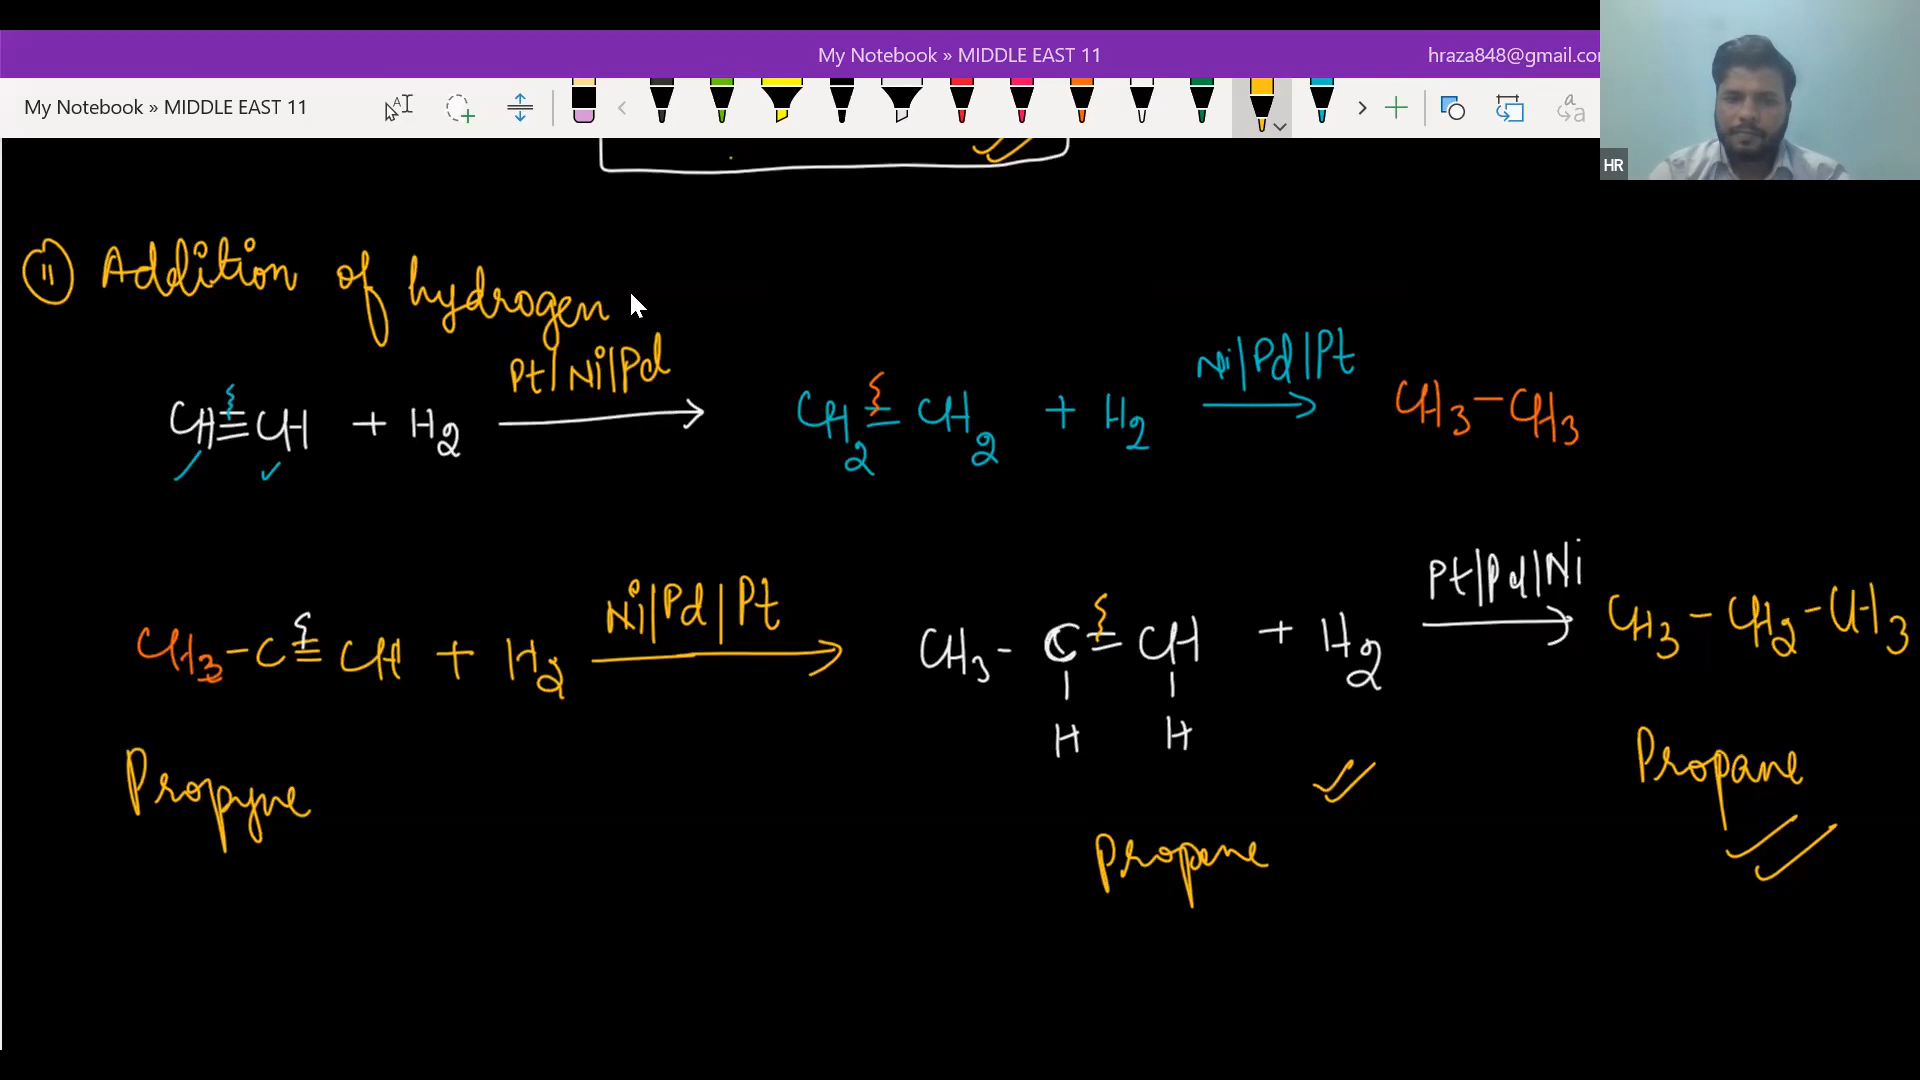 My Notebook » MIDDLE EAST 11
hraza848@gmail.co
My Notebook » MIDDLE EAST 11
HR
(ii) Addition of hydrogen
Pt|Ni|Pd
Ni|Pd|Pt
CH≡CH + H2 → CH2=CH2 + H2 → CH3-CH3
Ni|Pd|Pt
Pt|Pd|Ni
CH3-C≡CH + H2 → CH3-C=CH + H2 → CH3-CH2-CH3
H H
Propyne
Propene
Propane